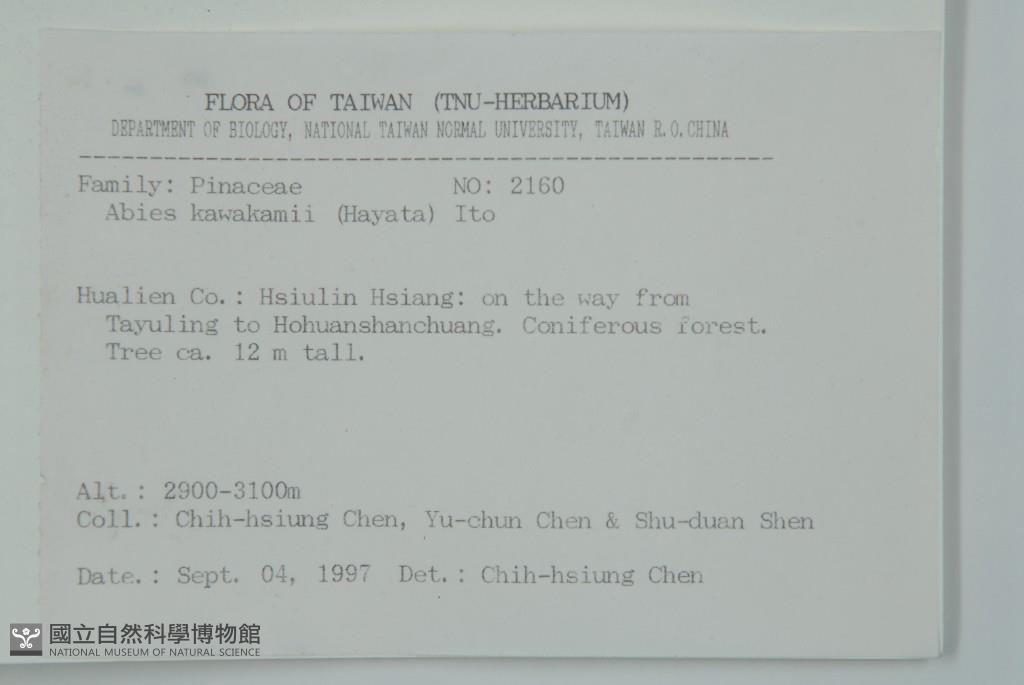 FLORA OF TAIWAN (TNU-HERBARIUM)
DEPARTMENT OF BIOLOGY, NATIONAL TAIWAN NORMAL UNIVERSITY, TAIWAN R.O.CHINA
Family: Pinaceae NO: 2160
Abies kawakamii (Hayata) Ito
Hualien Co.: Hsiulin Hsiang: on the way from
Tayuling to Hohuanshanchuang. Coniferous forest.
Tree ca. 12 m tall.
Alt.: 2900-3100m
Coll.: Chih-hsiung Chen, Yu-chun Chen & Shu-duan Shen
Date.: Sept. 04, 1997 Det.: Chih-hsiung Chen
國立自然科學博物館
NATIONAL MUSEUM OF NATURAL SCIENCE